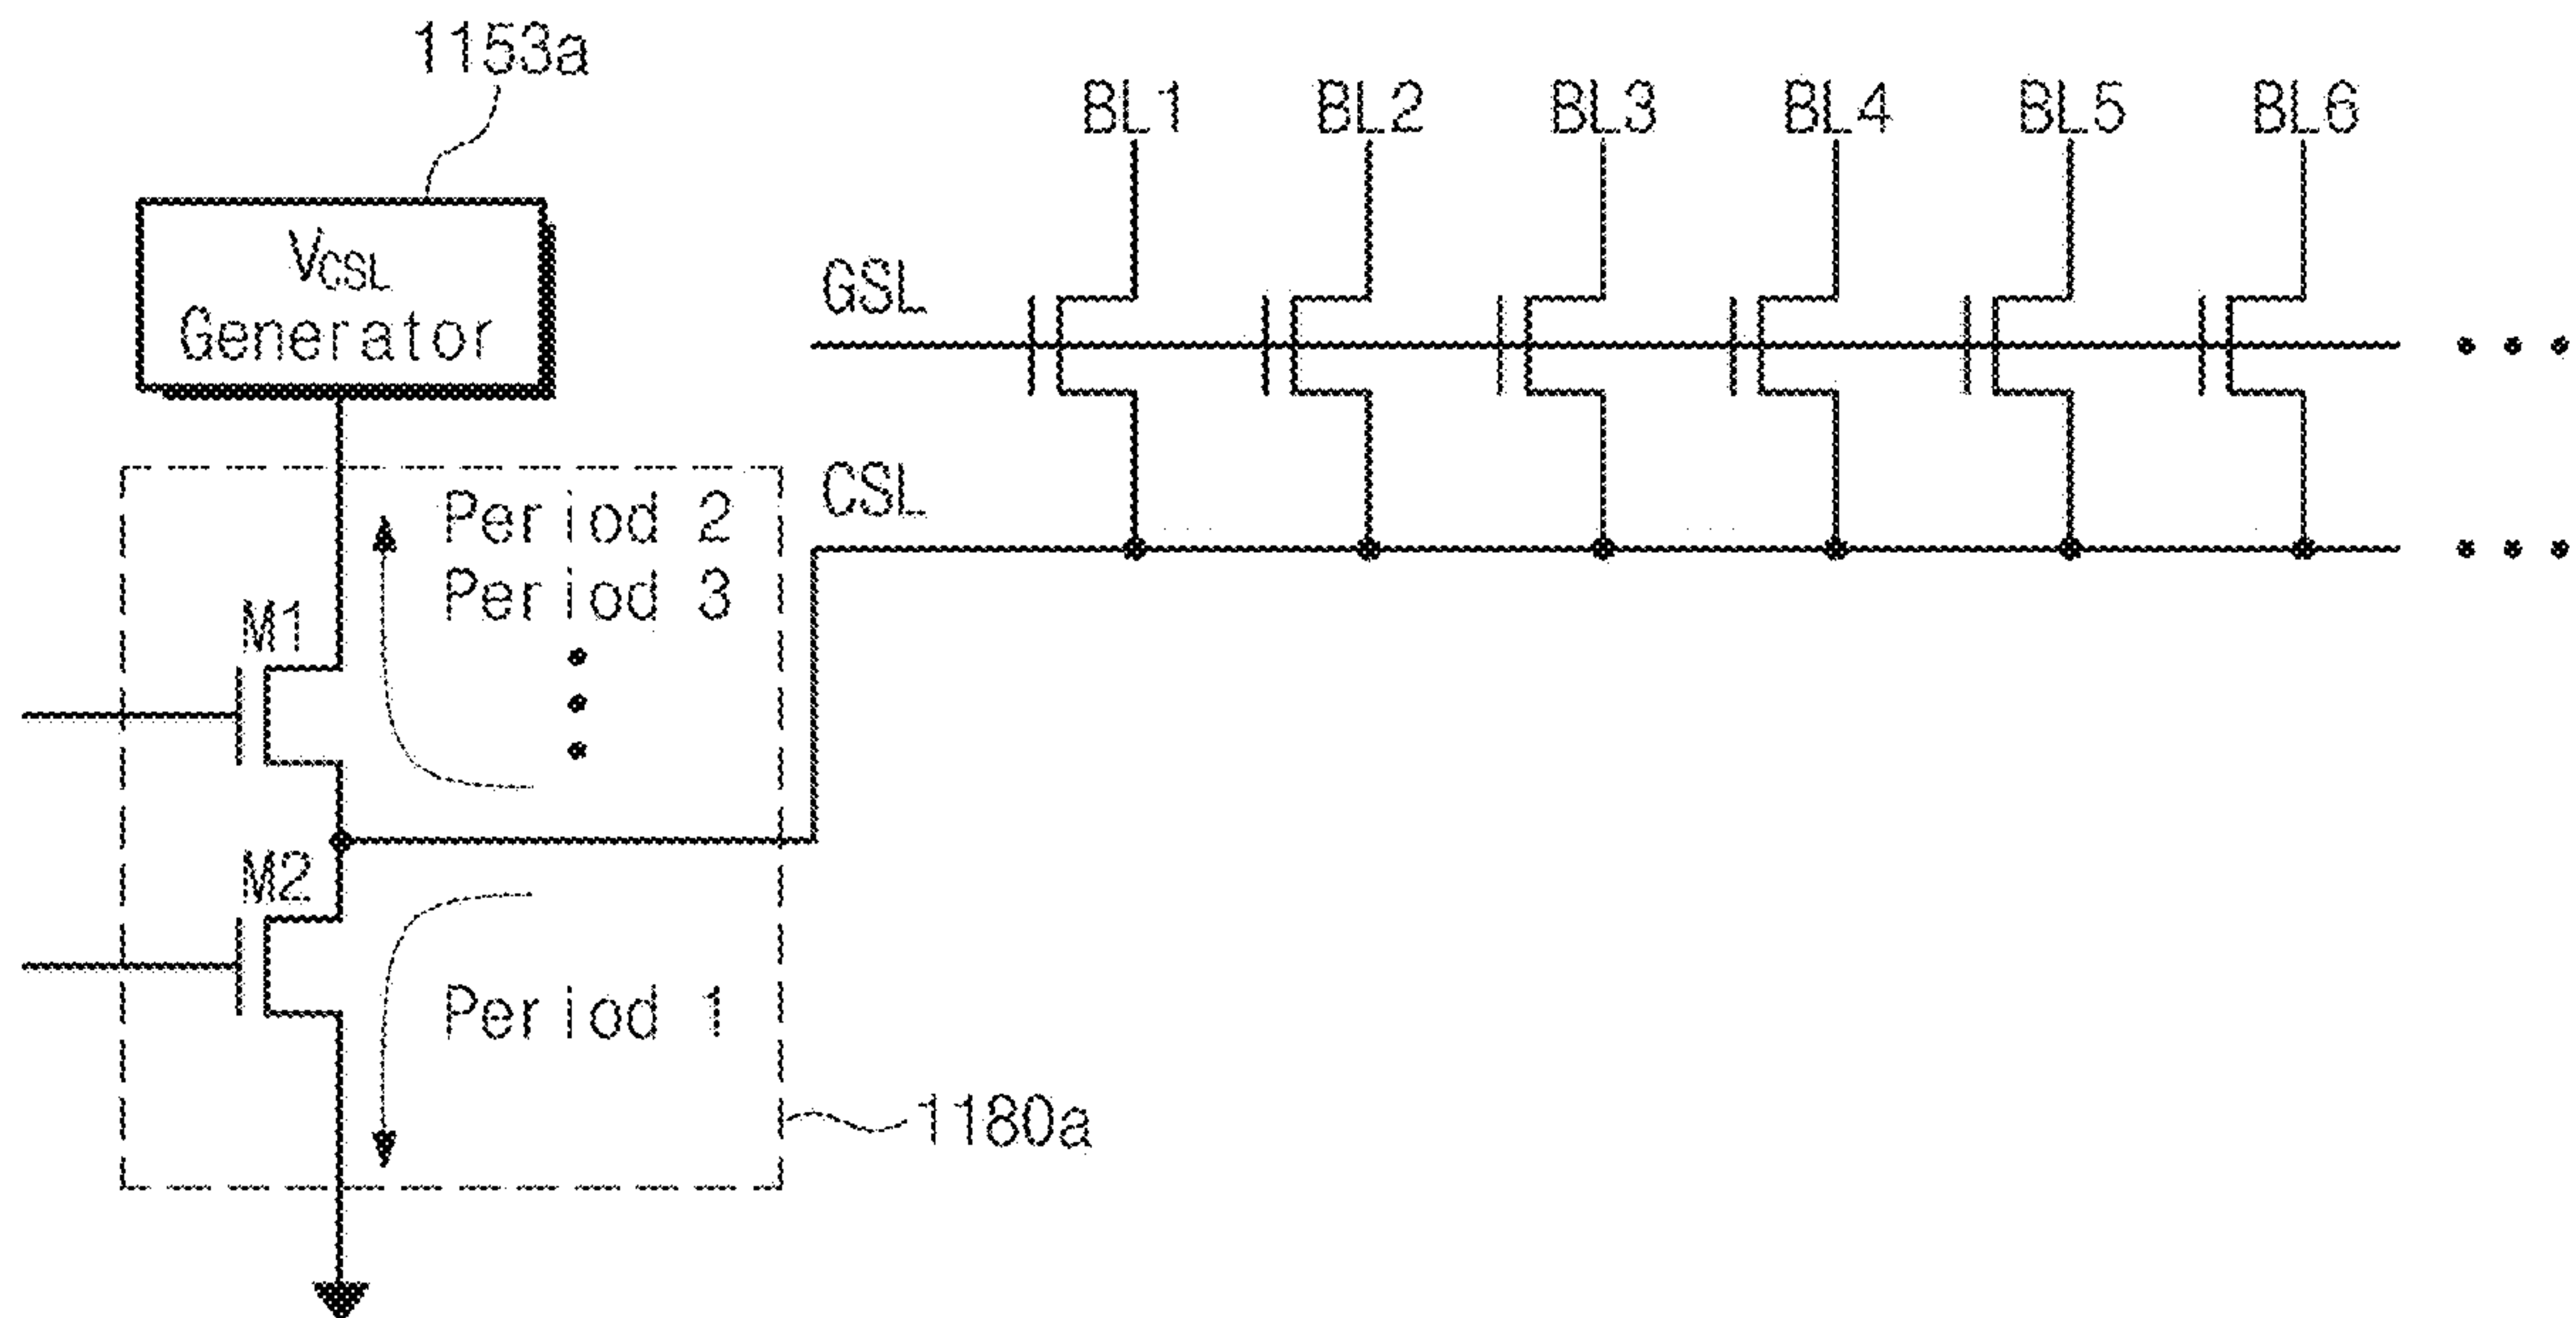 1153a
BL1 BL2 BL3 BL4 BL5 BL6
VCSL
Generator
GSL
CSL
Period 2
Period 3
M1
M2
Period 1
1180a